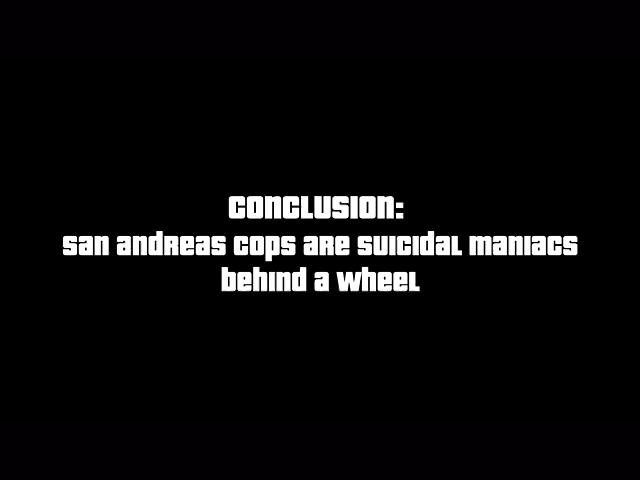 CONCLUSION:
SAN ANDREAS COPS ARE SUICIDAL MANIACS
BEHIND A WHEEL